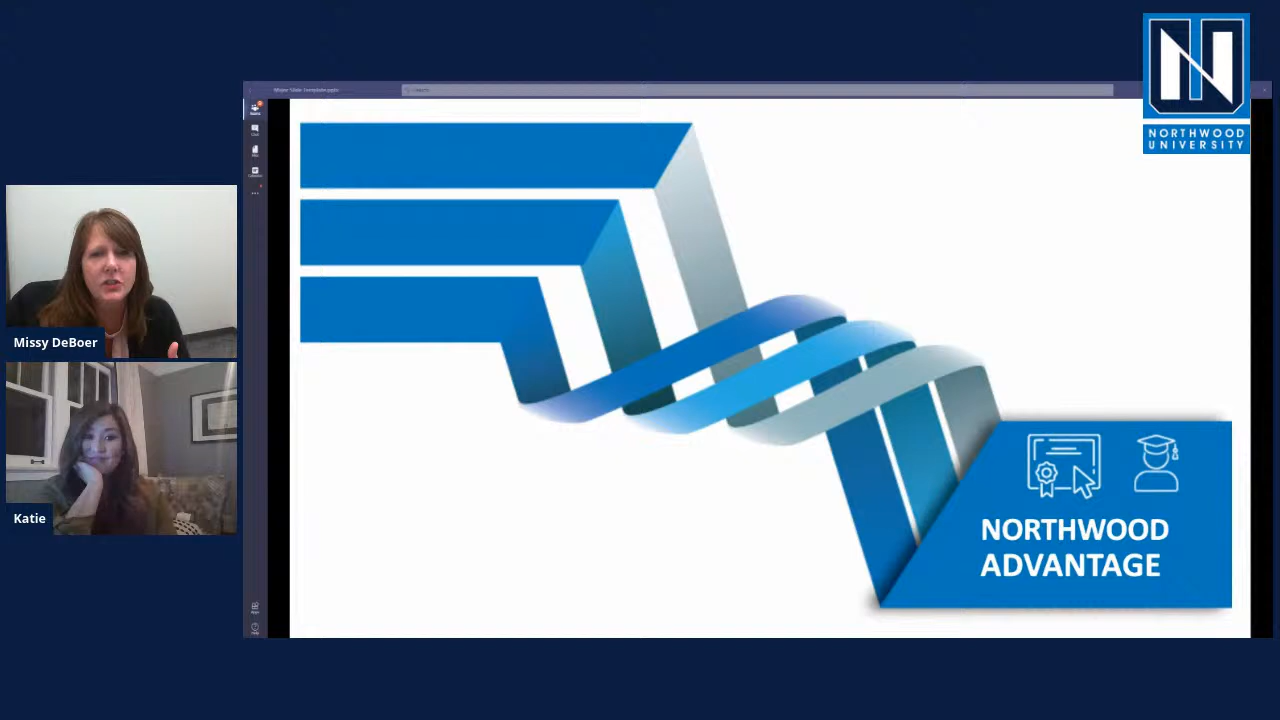 NORTHWOOD
UNIVERSITY
Missy DeBoer
Katie
NORTHWOOD
ADVANTAGE